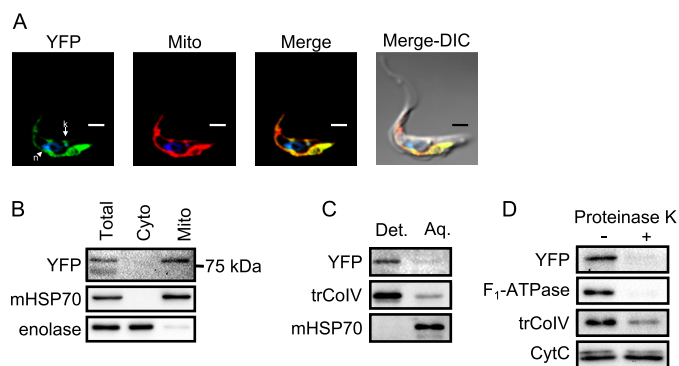 A
YFP Mito Merge Merge-DIC
k
n
B
Total Cyto Mito
YFP
75 kDa
mHSP70
enolase
C
Det. Aq.
YFP
trCoIV
mHSP70
D
Proteinase K
- +
YFP
F₁-ATPase
trCoIV
CytC